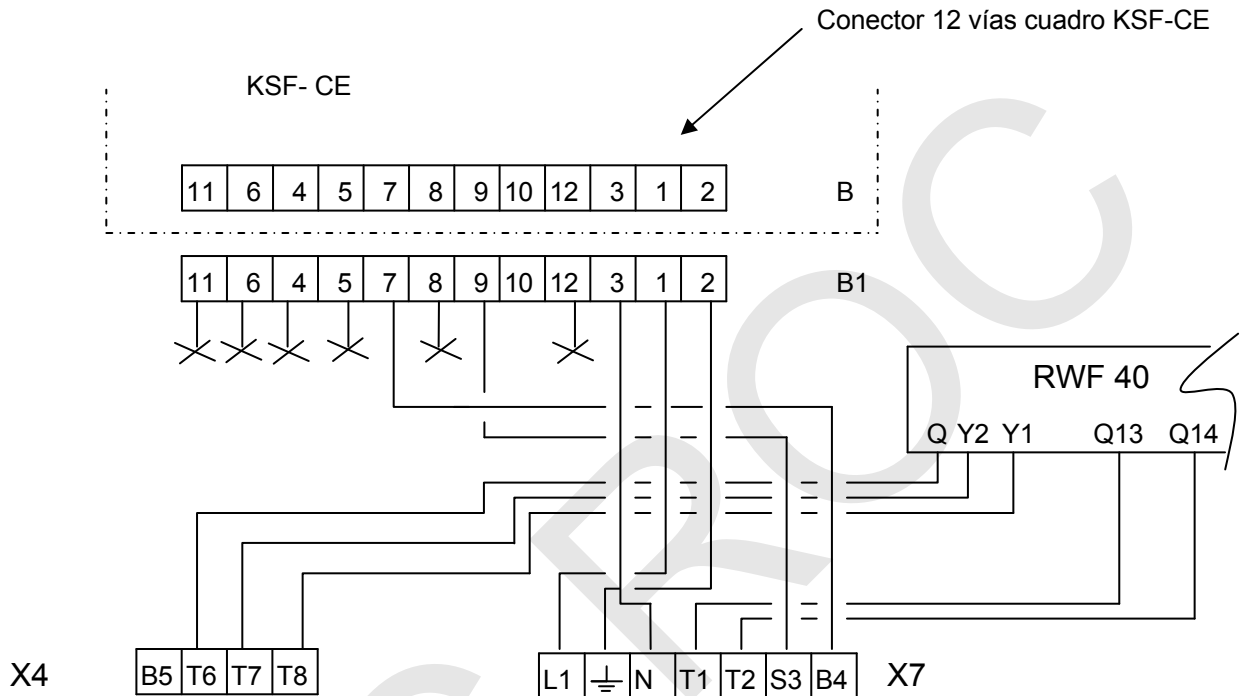 Conector 12 vías cuadro KSF-CE
KSF- CE
11 6 4 5 7 8 9 10 12 3 1 2 B
11 6 4 5 7 8 9 10 12 3 1 2 B1
RWF 40
Q Y2 Y1 Q13 Q14
X4 B5 T6 T7 T8 L1 N T1 T2 S3 B4 X7
ROC